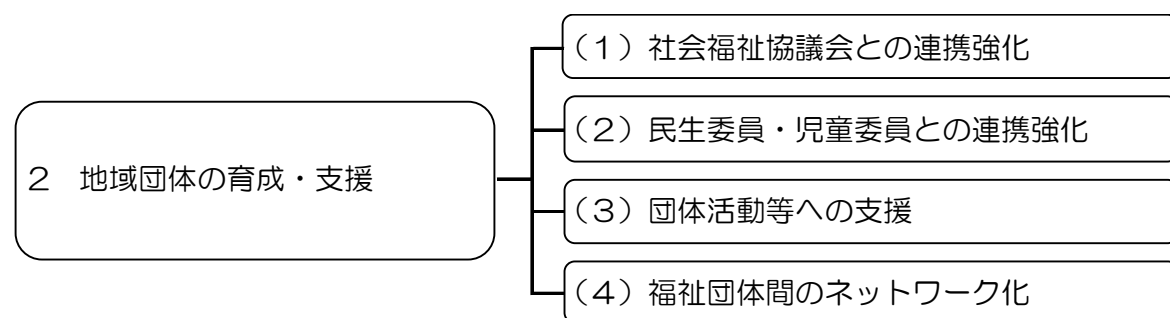 ２　地域団体の育成・支援
（１）社会福祉協議会との連携強化
（２）民生委員・児童委員との連携強化
（３）団体活動等への支援
（４）福祉団体間のネットワーク化